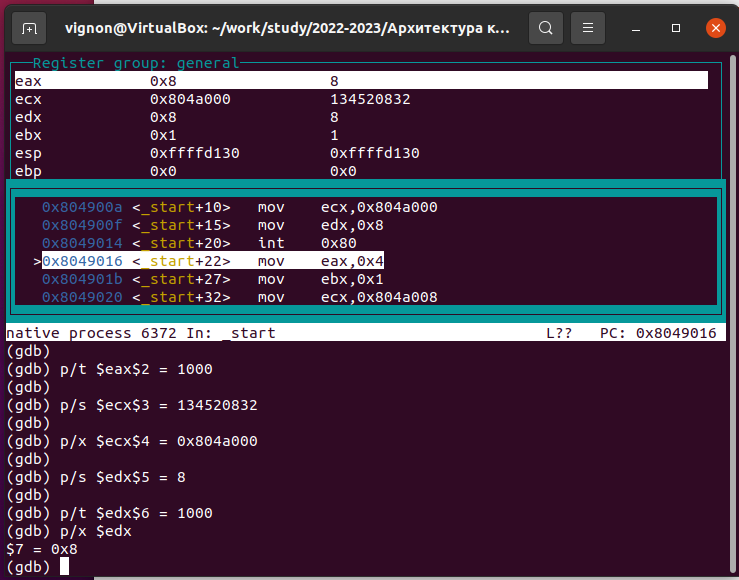 vignon@VirtualBox: ~/work/study/2022-2023/Архитектура к...
Register group: general
eax 0x8 8
ecx 0x804a000 134520832
edx 0x8 8
ebx 0x1 1
esp 0xffffd130 0xffffd130
ebp 0x0 0x0
0x804900a <_start+10> mov ecx,0x804a000
0x804900f <_start+15> mov edx,0x8
0x8049014 <_start+20> int 0x80
>0x8049016 <_start+22> mov eax,0x4
0x804901b <_start+27> mov ebx,0x1
0x8049020 <_start+32> mov ecx,0x804a008
native process 6372 In: _start L?? PC: 0x8049016
(gdb)
(gdb) p/t $eax$2 = 1000
(gdb)
(gdb) p/s $ecx$3 = 134520832
(gdb)
(gdb) p/x $ecx$4 = 0x804a000
(gdb)
(gdb) p/s $edx$5 = 8
(gdb)
(gdb) p/t $edx$6 = 1000
(gdb) p/x $edx
$7 = 0x8
(gdb)